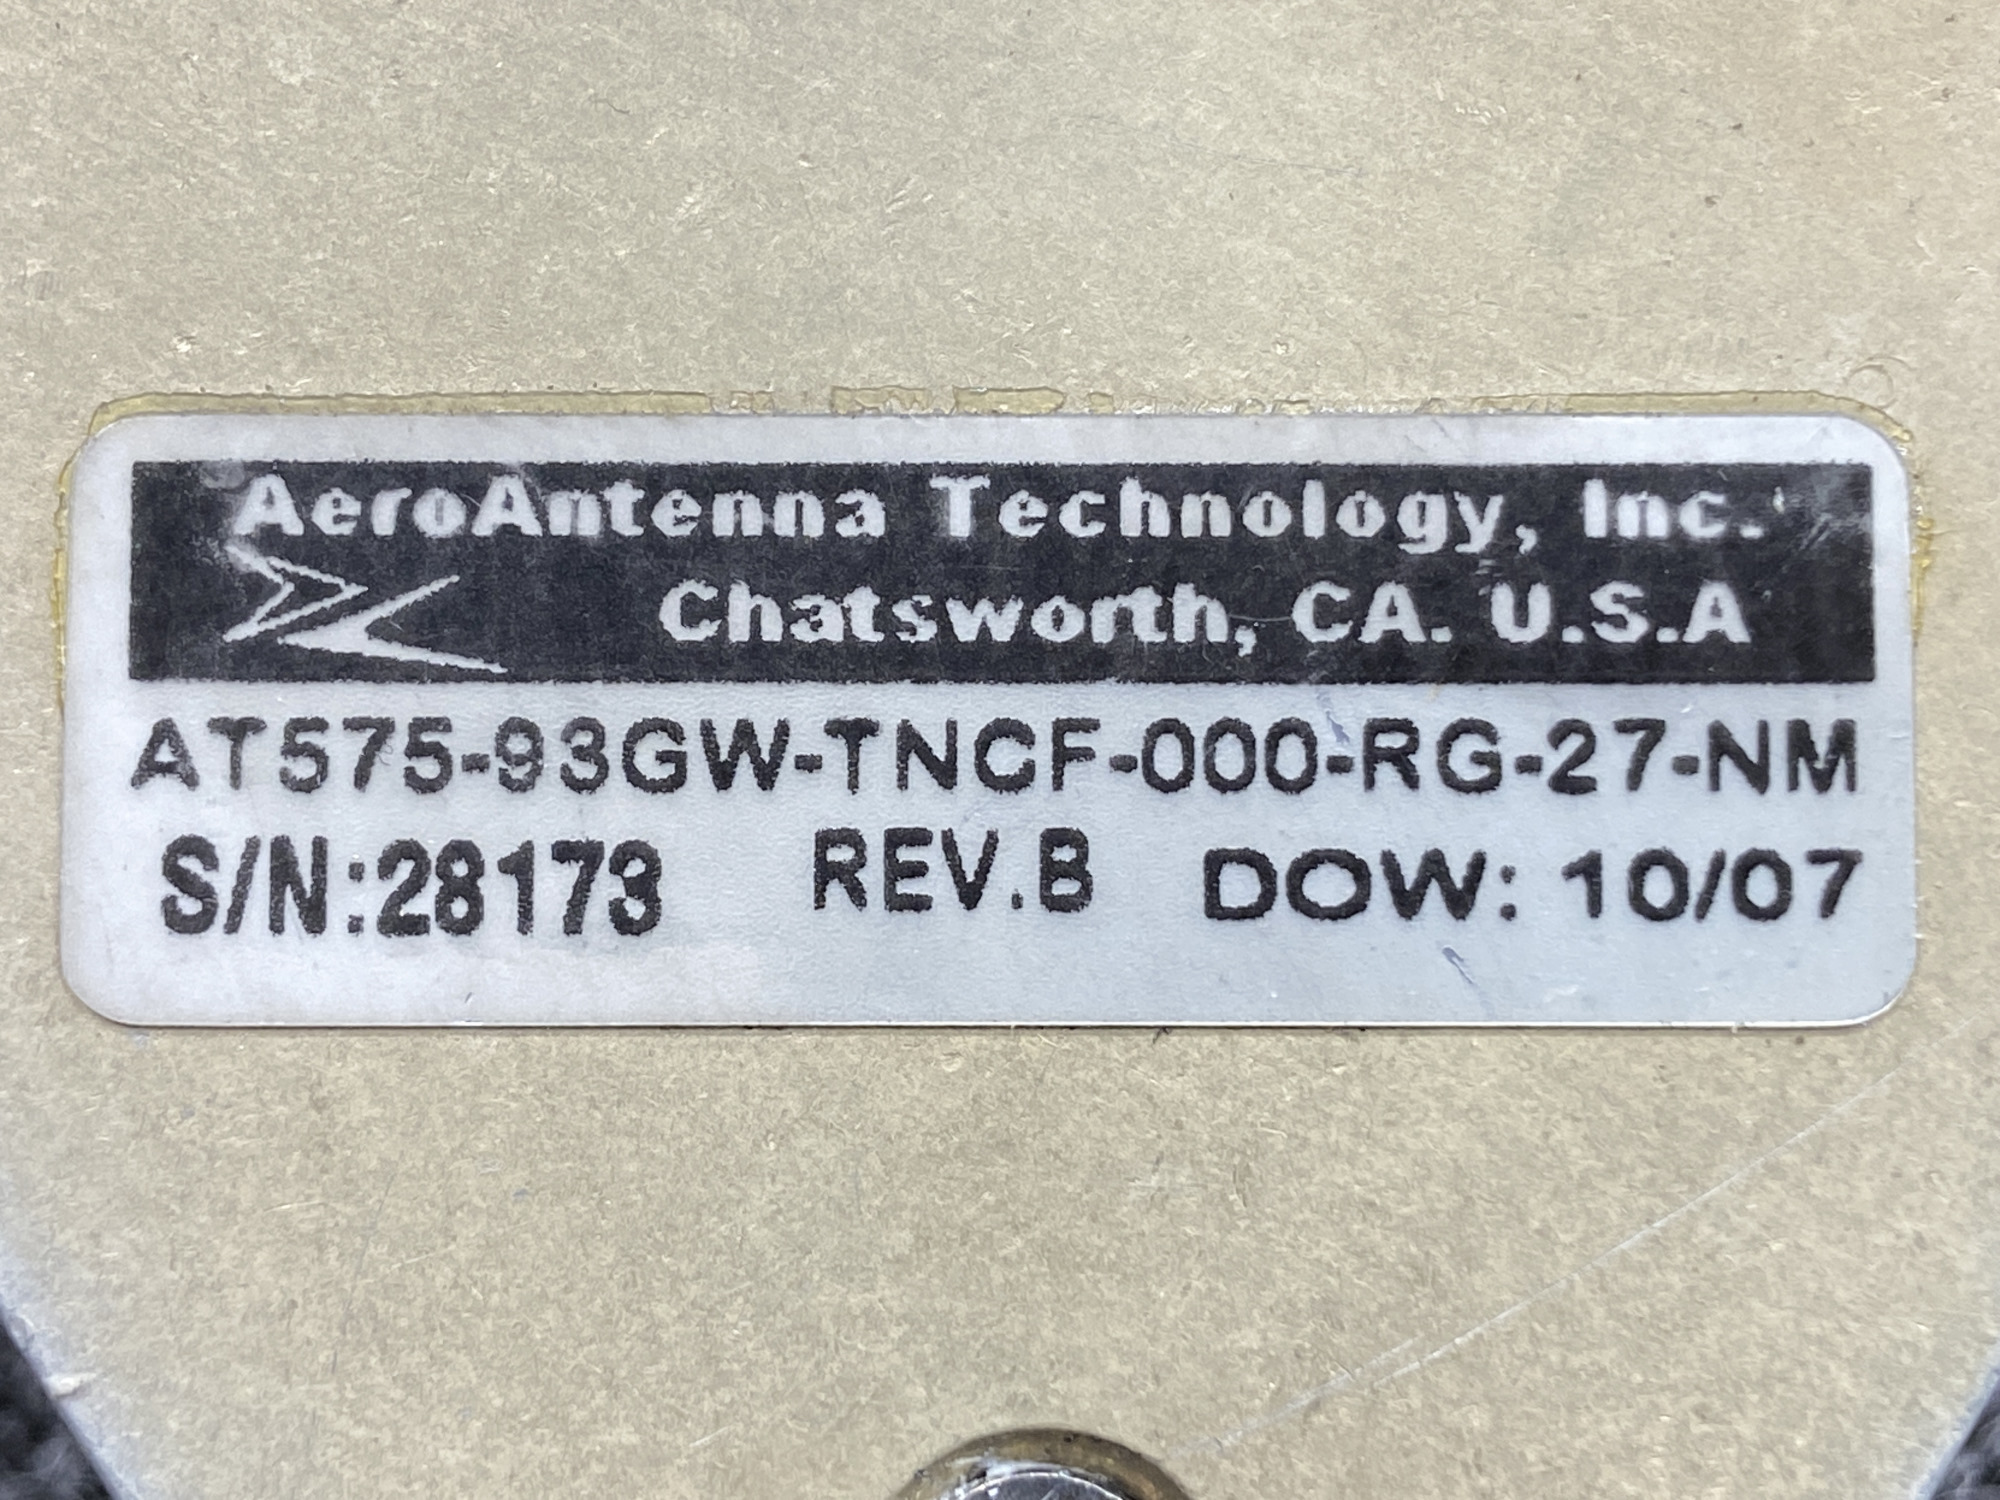 AeroAntenna Technology, Inc.
Chatsworth, CA. U.S.A
AT575-93GW-TNCF-000-RG-27-NM
S/N:28173 REV.B DOW: 10/07